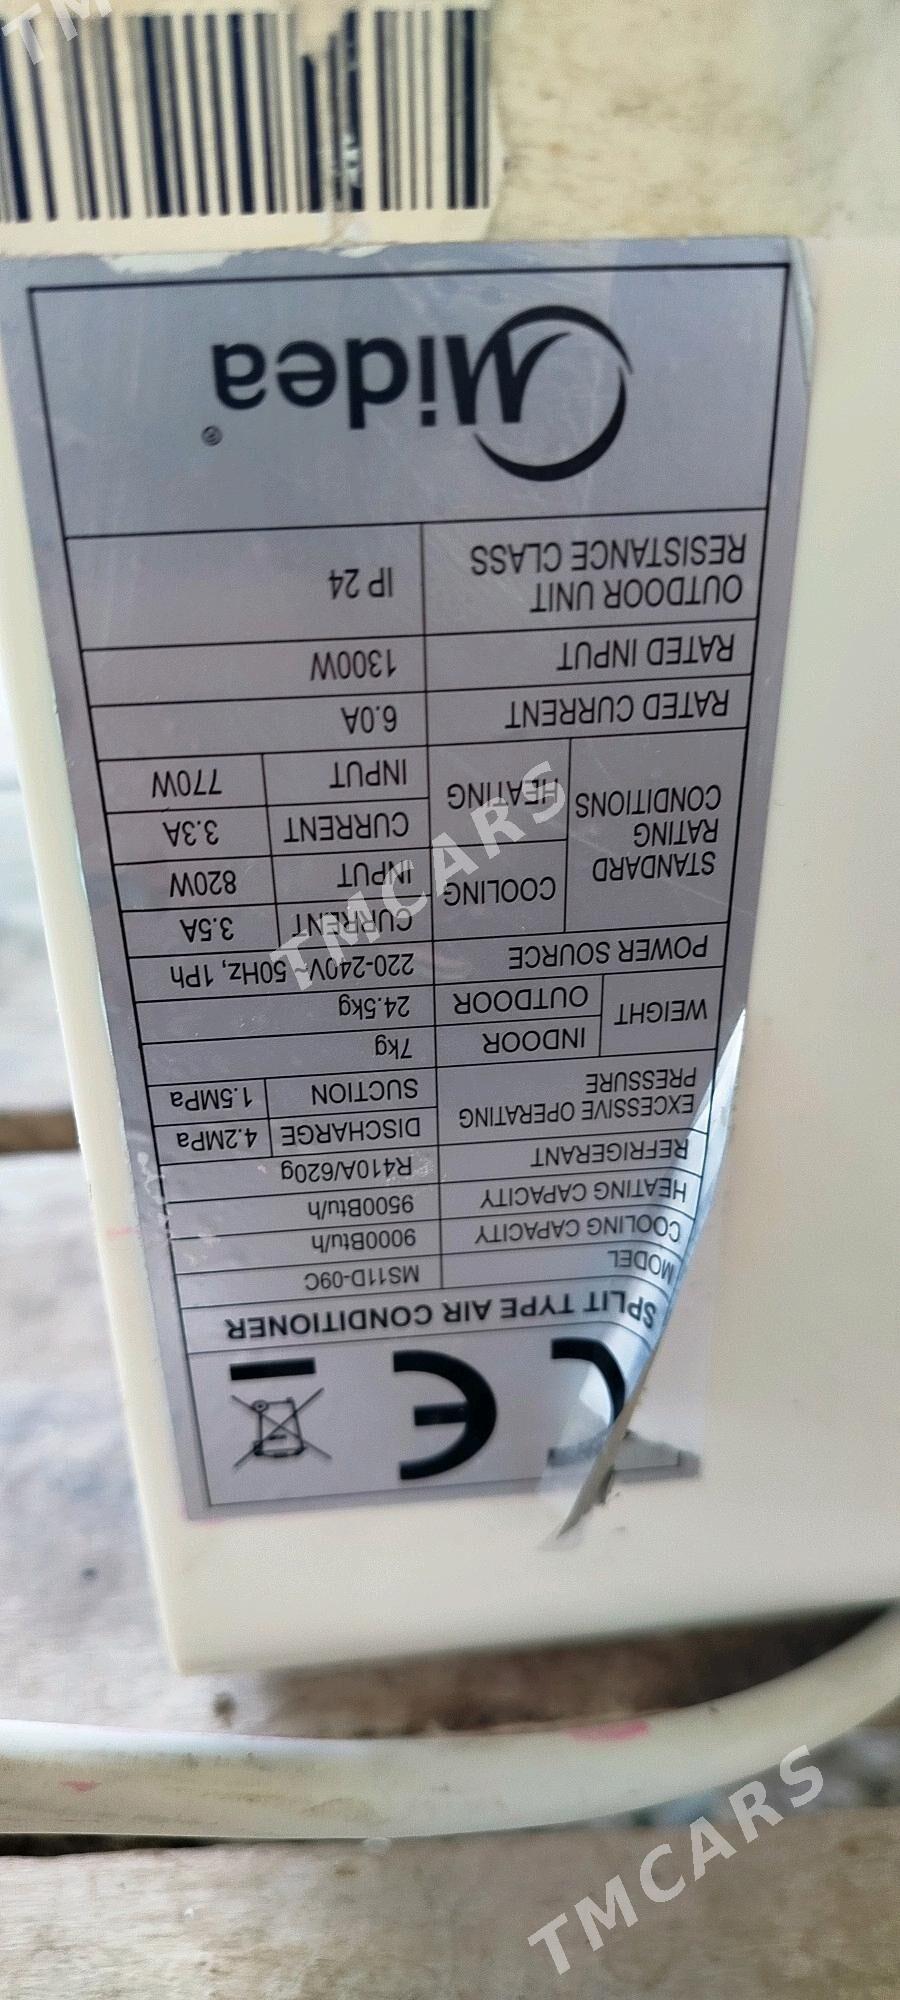 Midea®
OUTDOOR UNIT RESISTANCE CLASS IP 24
RATED INPUT 1300W
RATED CURRENT 6.0A
STANDARD RATING CONDITIONS HEATING INPUT 770W
CURRENT 3.3A
COOLING INPUT 820W
CURRENT 3.5A
POWER SOURCE 220-240V~ 50Hz, 1Ph
WEIGHT OUTDOOR 24.5kg
INDOOR 7kg
EXCESSIVE OPERATING PRESSURE SUCTION 1.5MPa
DISCHARGE 4.2MPa
REFRIGERANT R410A/620g
HEATING CAPACITY 9500Btu/h
COOLING CAPACITY 9000Btu/h
MODEL MS11D-09C
SPLIT TYPE AIR CONDITIONER
CE
TMCARS
TMCARS
TM